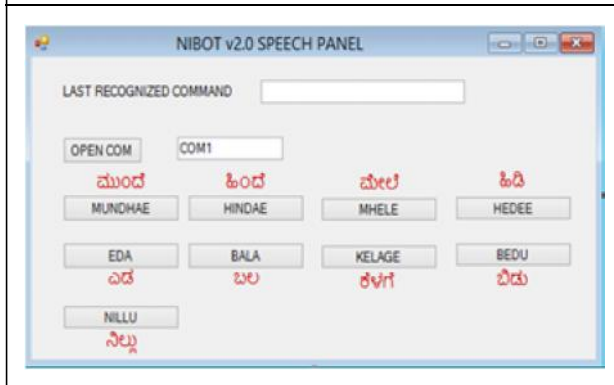 NIBOT v2.0 SPEECH PANEL
LAST RECOGNIZED COMMAND
OPEN COM COM1
ಮುಂದೆ ಹಿಂದೆ ಮೇಲೆ ಹಿಡಿ
MUNDHAE HINDAE MHELE HEDEE
EDA BALA KELAGE BEDU
ಎಡ ಬಲ ಕೆಳಗೆ ಬಿಡು
NILLU
ನಿಲ್ಲು